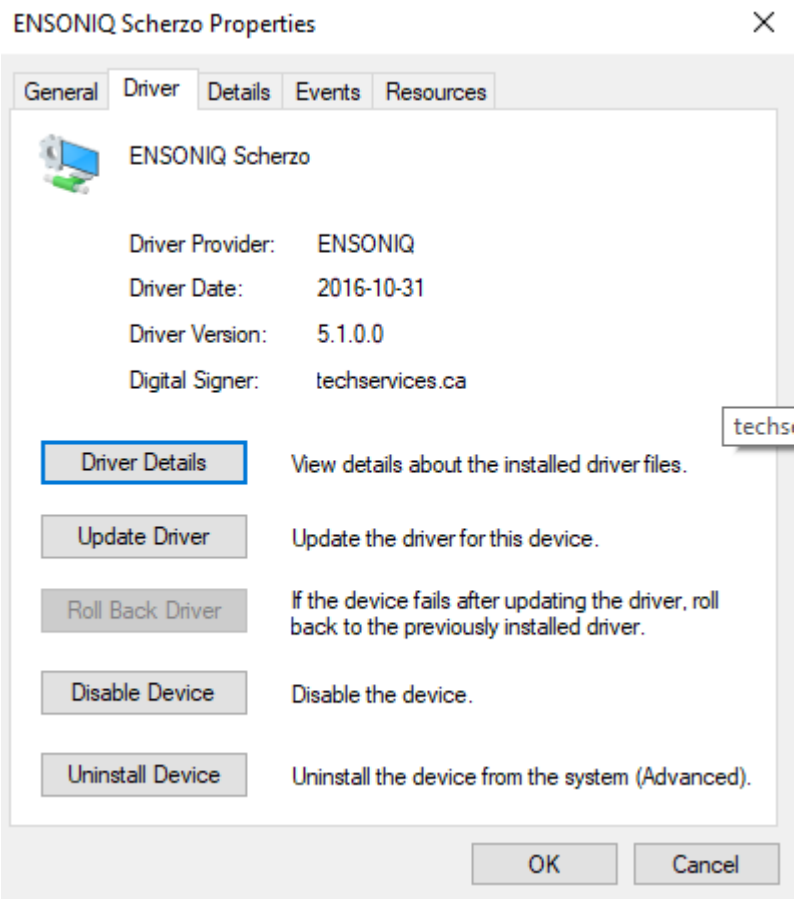 ENSONIQ Scherzo Properties
General Driver Details Events Resources
ENSONIQ Scherzo
Driver Provider: ENSONIQ
Driver Date: 2016-10-31
Driver Version: 5.1.0.0
Digital Signer: techservices.ca
techse
Driver Details View details about the installed driver files.
Update Driver Update the driver for this device.
Roll Back Driver If the device fails after updating the driver, roll
back to the previously installed driver.
Disable Device Disable the device.
Uninstall Device Uninstall the device from the system (Advanced).
OK Cancel